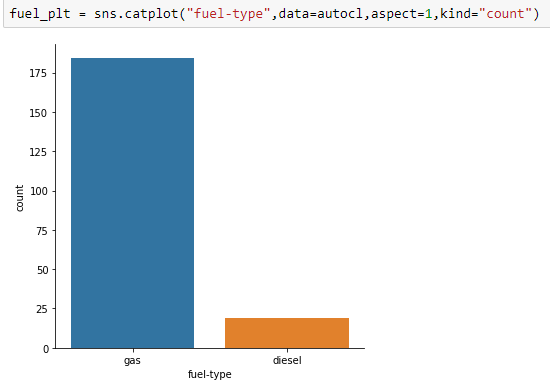 fuel_plt = sns.catplot("fuel-type",data=autocl,aspect=1,kind="count")
175
150
125
100
75
50
25
0
count
gas diesel
fuel-type